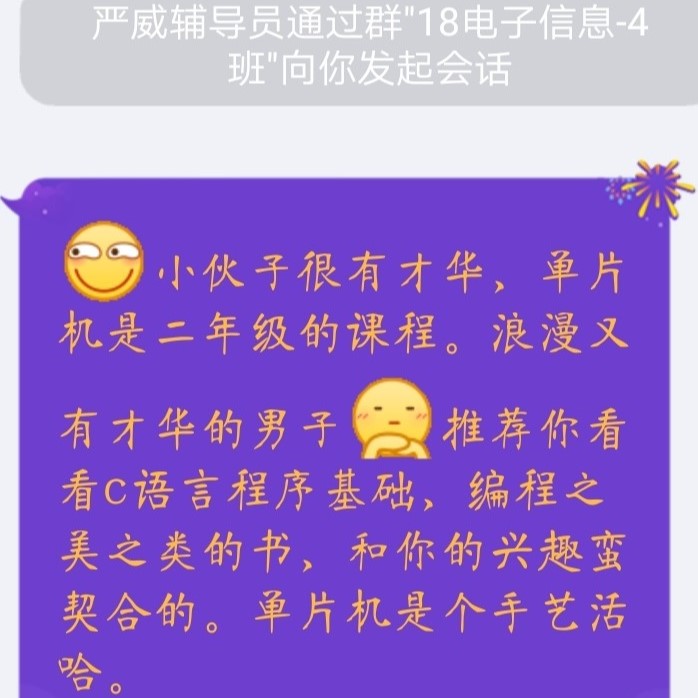 严威辅导员通过群"18电子信息-4
班"向你发起会话
小伙子很有才华、单片
机是二年级的课程。浪漫又
有才华的男子 推荐你看
看C语言程序基础、编程之
美之类的书，和你的兴趣蛮
契合的。单片机是个手艺活
哈。